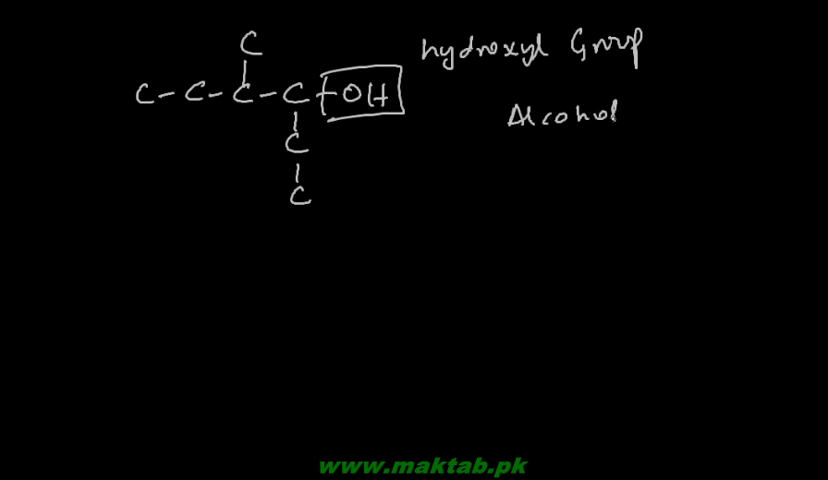 C
hydroxyl Group
C - C - C - C - OH
Alcohol
C
C
www.maktab.pk